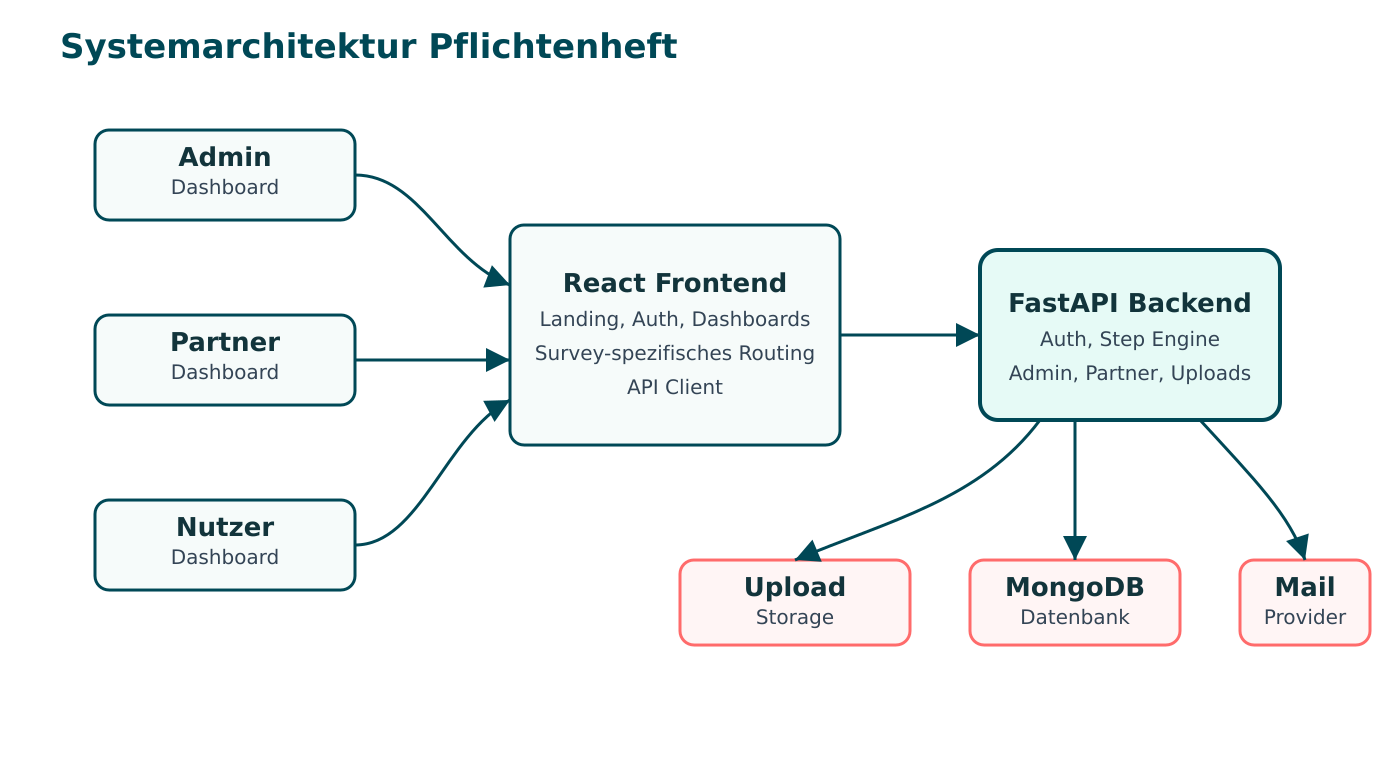 Systemarchitektur Pflichtenheft
Admin
Dashboard
Partner
Dashboard
Nutzer
Dashboard
React Frontend
Landing, Auth, Dashboards
Survey-spezifisches Routing
API Client
FastAPI Backend
Auth, Step Engine
Admin, Partner, Uploads
Upload
Storage
MongoDB
Datenbank
Mail
Provider